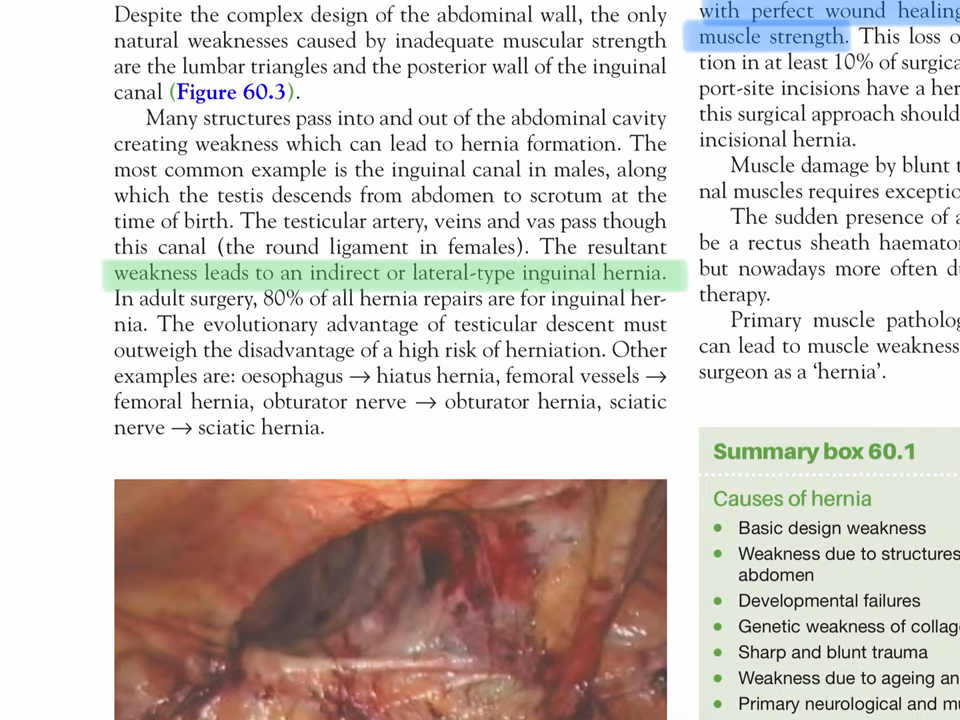 Despite the complex design of the abdominal wall, the only
natural weaknesses caused by inadequate muscular strength
are the lumbar triangles and the posterior wall of the inguinal
canal (Figure 60.3).
Many structures pass into and out of the abdominal cavity
creating weakness which can lead to hernia formation. The
most common example is the inguinal canal in males, along
which the testis descends from abdomen to scrotum at the
time of birth. The testicular artery, veins and vas pass though
this canal (the round ligament in females). The resultant
weakness leads to an indirect or lateral-type inguinal hernia.
In adult surgery, 80% of all hernia repairs are for inguinal her-
nia. The evolutionary advantage of testicular descent must
outweigh the disadvantage of a high risk of herniation. Other
examples are: oesophagus → hiatus hernia, femoral vessels →
femoral hernia, obturator nerve → obturator hernia, sciatic
nerve → sciatic hernia.
with perfect wound healing
muscle strength. This loss
tion in at least 10% of
port-site incisions have a
this surgical approach should
incisional hernia.
Muscle damage by blunt
nal muscles requires
The sudden presence of
be a rectus sheath
but nowadays more often
therapy.
Primary muscle
can lead to muscle weakness
surgeon as a ‘hernia’.
Summary box 60.1
Causes of hernia
• Basic design weakness
• Weakness due to structures
abdomen
• Developmental failures
• Genetic weakness of
• Sharp and blunt trauma
• Weakness due to ageing
• Primary neurological and